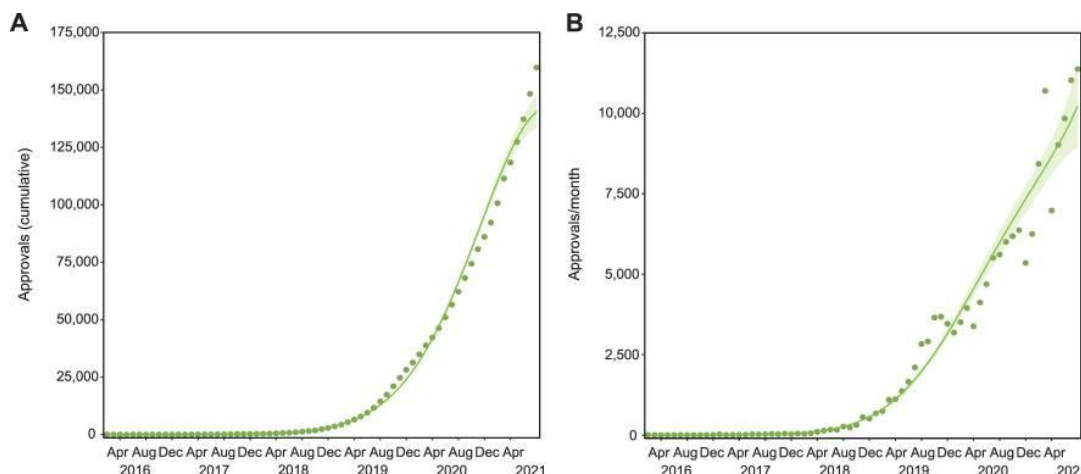 A
175,000
150,000
125,000
100,000
75,000
50,000
25,000
0
Approvals (cumulative)
Apr Aug Dec Apr Aug Dec Apr Aug Dec Apr Aug Dec Apr Aug Dec Apr
2016 2017 2018 2019 2020 2021
B
12,500
10,000
7,500
5,000
2,500
0
Approvals/month
Apr Aug Dec Apr Aug Dec Apr Aug Dec Apr Aug Dec Apr Aug Dec Apr
2016 2017 2018 2019 2020 202